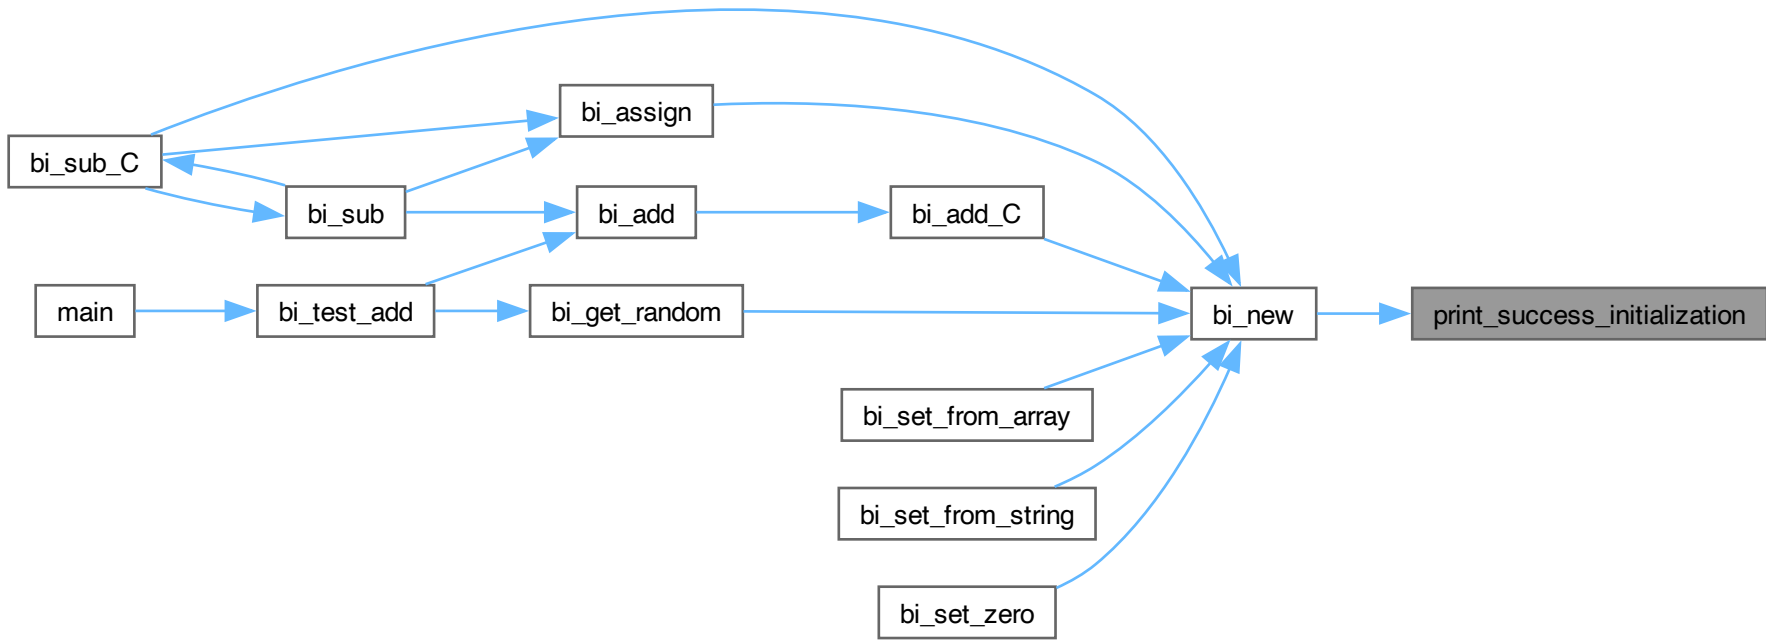 bi_assign
bi_sub_C
bi_sub
bi_add
bi_add_C
main
bi_test_add
bi_get_random
bi_new
print_success_initialization
bi_set_from_array
bi_set_from_string
bi_set_zero